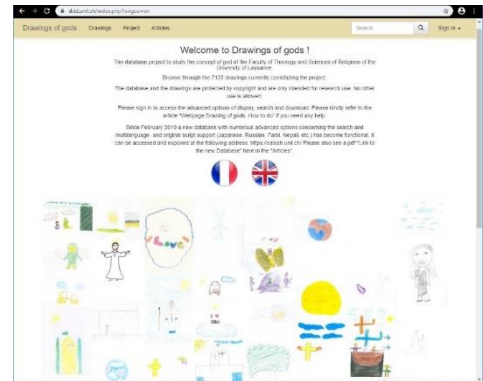 ddd.unil.ch/index.php?langue=en
Drawings of gods Drawings Project Articles Search Sign in
Welcome to Drawings of gods !
The database project to study the concept of god of the Faculty of Theology and Sciences of Religions of the
University of Lausanne.
Browse through the 7125 drawings currently constituting the project.
The database and the drawings are protected by copyright and are only intended for research use. No other
use is allowed.
Please sign in to access the advanced options of display, search and download. Please kindly refer to the
article "Webpage Drawing of gods. How to do" if you need any help.
Since February 2019 a new databank with numerous advanced options concerning the search and
multilanguage- and original script support (Japanese, Russian, Farsi, Nepali, etc.) has become functional. It
can be accessed and explored at the following address: https://salsah.unil.ch/ Please also see a pdf "Link to
the new Database" here in the "Articles"
LOVE
I ♥